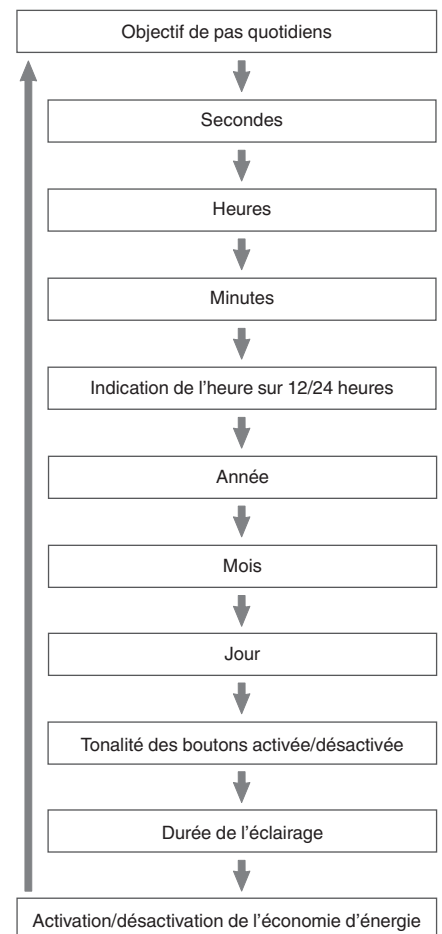 Objectif de pas quotidiens
Secondes
Heures
Minutes
Indication de l’heure sur 12/24 heures
Année
Mois
Jour
Tonalité des boutons activée/désactivée
Durée de l’éclairage
Activation/désactivation de l’économie d’énergie